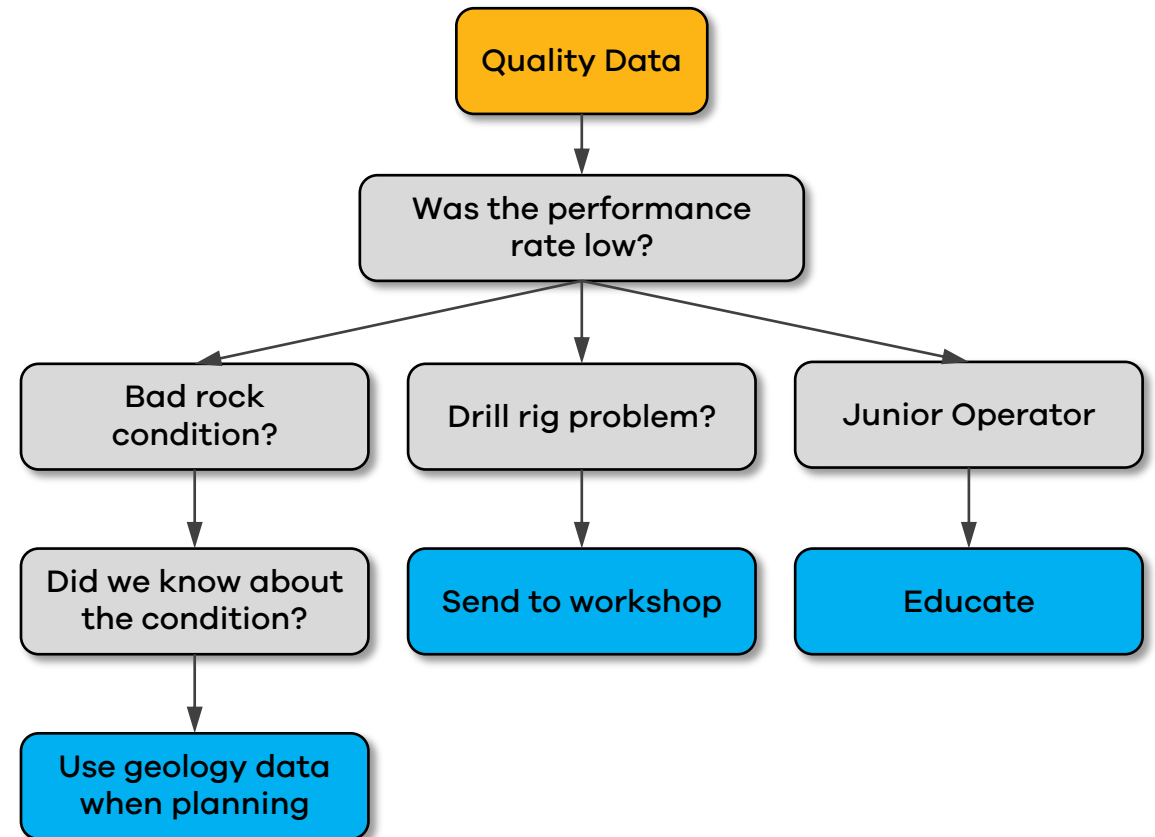 Quality Data
Was the performance
rate low?
Bad rock
condition?
Drill rig problem?
Junior Operator
Did we know about
the condition?
Send to workshop
Educate
Use geology data
when planning